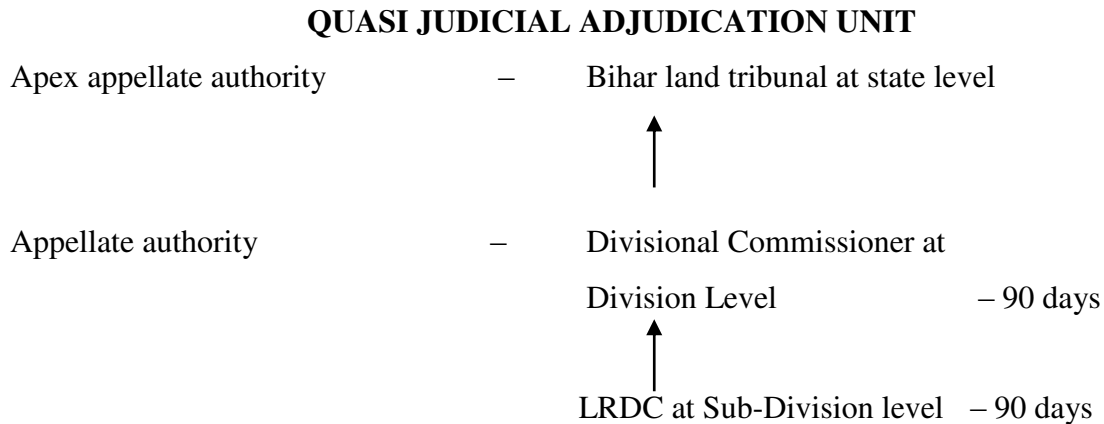 QUASI JUDICIAL ADJUDICATION UNIT
Apex appellate authority – Bihar land tribunal at state level
Appellate authority – Divisional Commissioner at
Division Level – 90 days
LRDC at Sub-Division level – 90 days